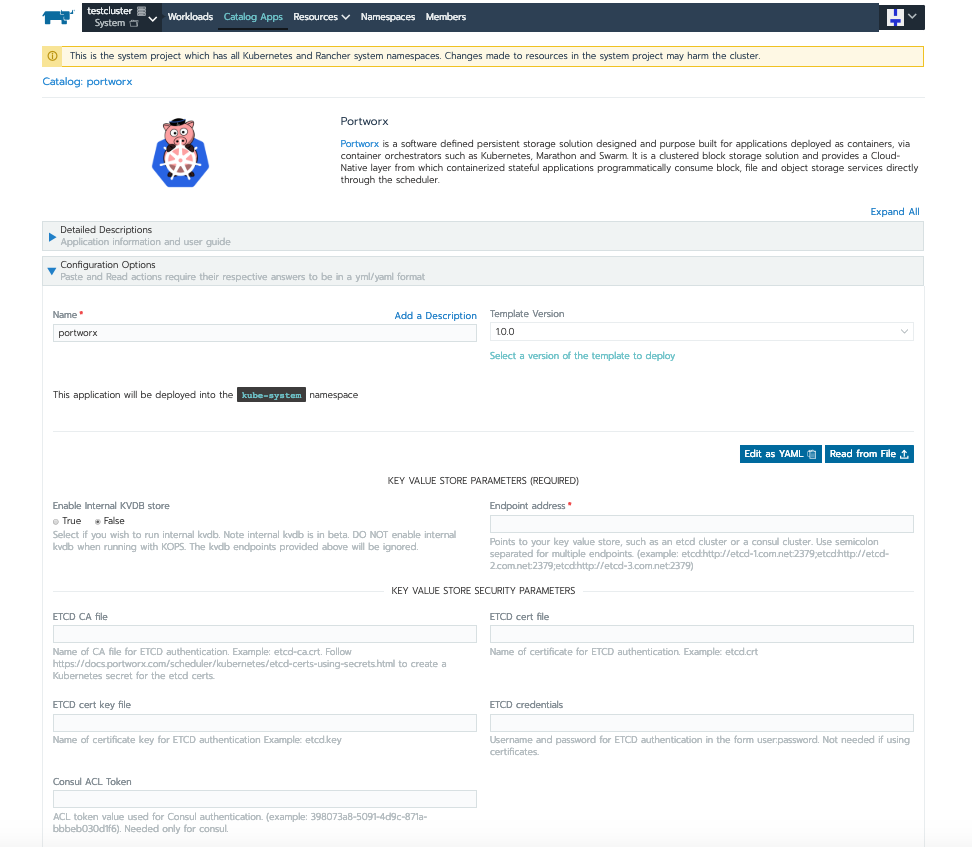 testcluster
System
Workloads Catalog Apps Resources Namespaces Members
This is the system project which has all Kubernetes and Rancher system namespaces. Changes made to resources in the system project may harm the cluster.
Catalog: portworx
Portworx
Portworx is a software defined persistent storage solution designed and purpose built for applications deployed as containers, via
container orchestrators such as Kubernetes, Marathon and Swarm. It is a clustered block storage solution and provides a Cloud-
Native layer from which containerized stateful applications programmatically consume block, file and object storage services directly
through the scheduler.
Expand All
Detailed Descriptions
Application information and user guide
Configuration Options
Paste and Read actions require their respective answers to be in a yml/yaml format
Name*
Add a Description
portworx
Template Version
1.0.0
Select a version of the template to deploy
This application will be deployed into the kube-system namespace
Edit as YAML Read from File
KEY VALUE STORE PARAMETERS (REQUIRED)
Enable Internal KVDB store
True False
Select if you wish to run internal kvdb. Note internal kvdb is in beta. DO NOT enable internal
kvdb when running with KOPS. The kvdb endpoints provided above will be ignored.
Endpoint address*
Points to your key value store, such as an etcd cluster or a consul cluster. Use semicolon
separated for multiple endpoints. (example: etcd:http://etcd-1.com.net:2379;etcd:http://etcd-
2.com.net:2379;etcd:http://etcd-3.com.net:2379)
KEY VALUE STORE SECURITY PARAMETERS
ETCD CA file
Name of CA file for ETCD authentication. Example: etcd-ca.crt. Follow
https://docs.portworx.com/scheduler/kubernetes/etcd-certs-using-secrets.html to create a
Kubernetes secret for the etcd certs.
ETCD cert file
Name of certificate for ETCD authentication. Example: etcd.crt
ETCD cert key file
Name of certificate key for ETCD authentication Example: etcd.key
ETCD credentials
Username and password for ETCD authentication in the form user:password. Not needed if using
certificates.
Consul ACL Token
ACL token value used for Consul authentication. (example: 398073a8-5091-4d9c-871a-
bbbeb030d1f6). Needed only for consul.